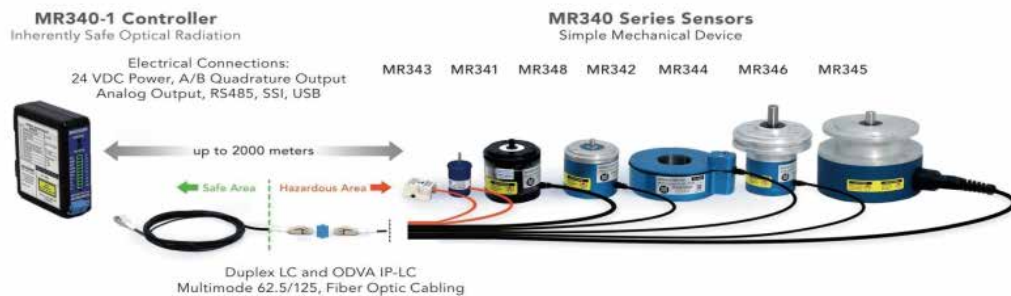 MR340-1 Controller
Inherently Safe Optical Radiation
Electrical Connections:
24 VDC Power, A/B Quadrature Output
Analog Output, RS485, SSI, USB
MR340 Series Sensors
Simple Mechanical Device
MR343 MR341 MR348 MR342 MR344 MR346 MR345
up to 2000 meters
Safe Area
Hazardous Area
Duplex LC and ODVA IP-LC
Multimode 62.5/125, Fiber Optic Cabling